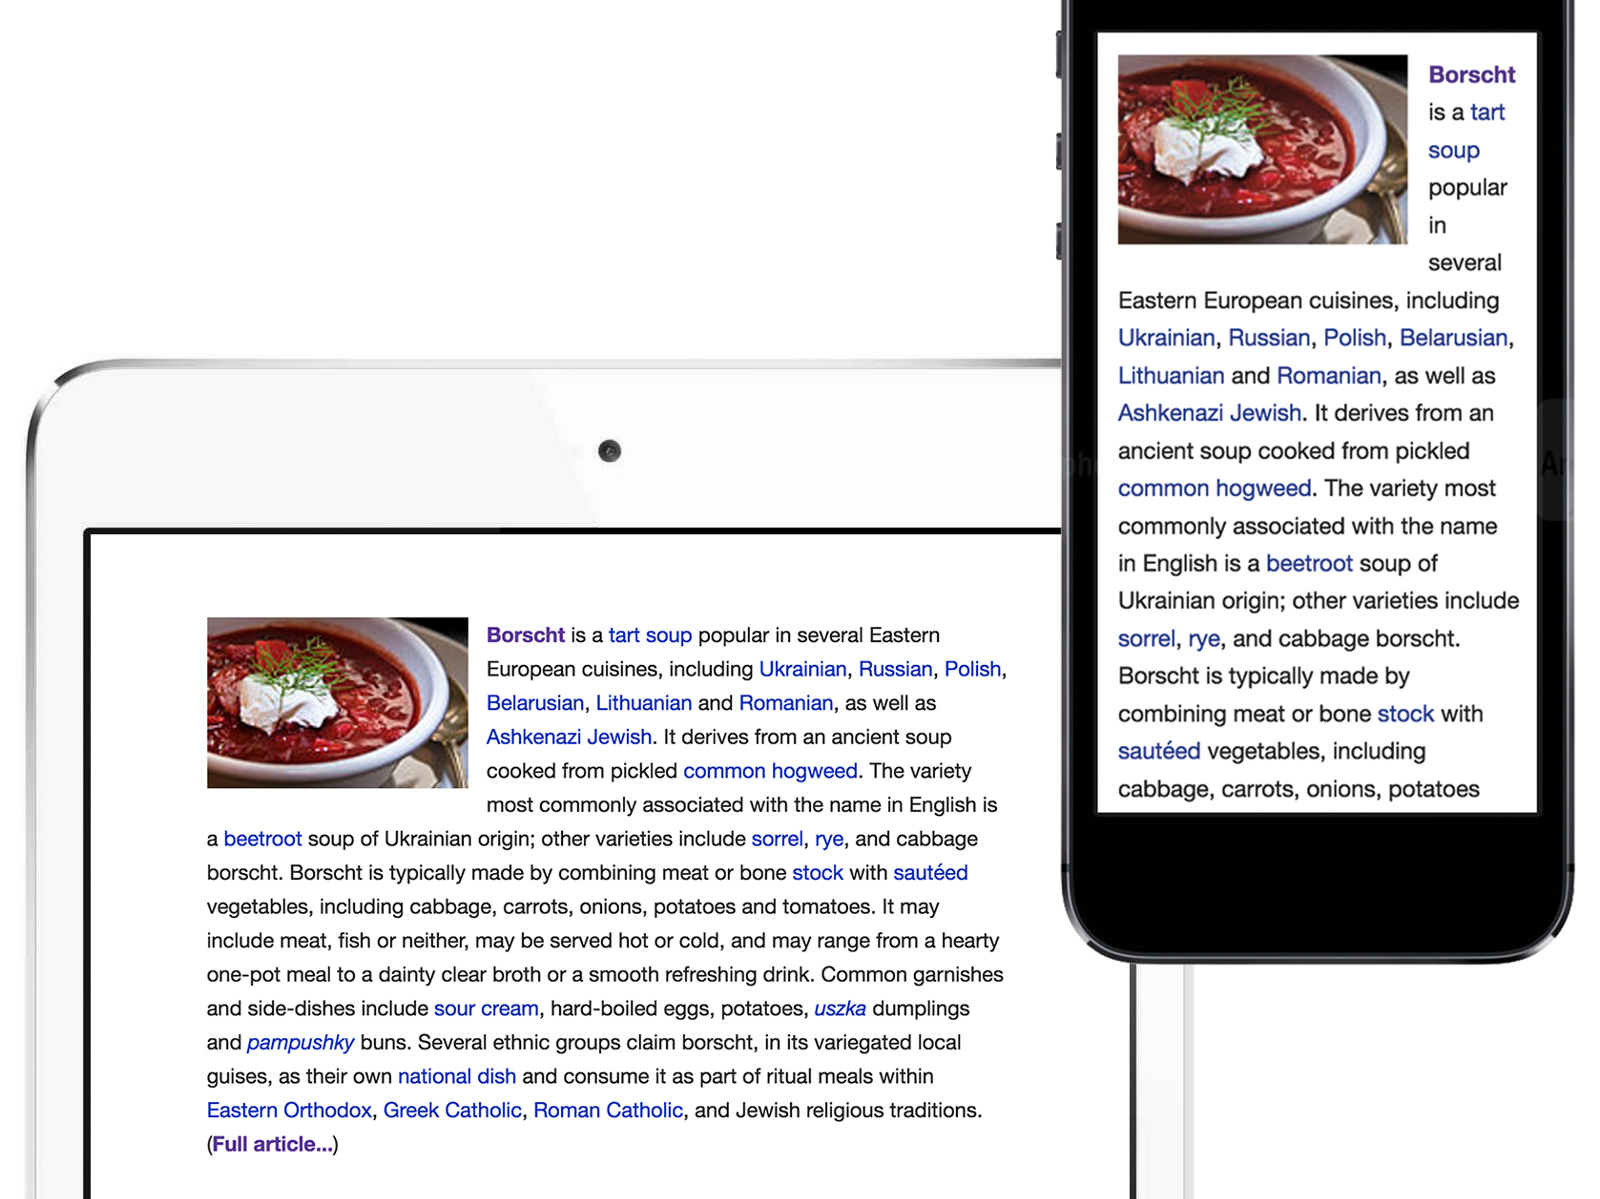 Borscht
is a tart
soup
popular
in
several
Eastern European cuisines, including
Ukrainian, Russian, Polish, Belarusian,
Lithuanian and Romanian, as well as
Ashkenazi Jewish. It derives from an
ancient soup cooked from pickled
common hogweed. The variety most
commonly associated with the name
in English is a beetroot soup of
Ukrainian origin; other varieties include
sorrel, rye, and cabbage borscht.
Borscht is typically made by
combining meat or bone stock with
sautéed vegetables, including
cabbage, carrots, onions, potatoes
Borscht is a tart soup popular in several Eastern
European cuisines, including Ukrainian, Russian, Polish,
Belarusian, Lithuanian and Romanian, as well as
Ashkenazi Jewish. It derives from an ancient soup
cooked from pickled common hogweed. The variety
most commonly associated with the name in English is
a beetroot soup of Ukrainian origin; other varieties include sorrel, rye, and cabbage
borscht. Borscht is typically made by combining meat or bone stock with sautéed
vegetables, including cabbage, carrots, onions, potatoes and tomatoes. It may
include meat, fish or neither, may be served hot or cold, and may range from a hearty
one-pot meal to a dainty clear broth or a smooth refreshing drink. Common garnishes
and side-dishes include sour cream, hard-boiled eggs, potatoes, uszka dumplings
and pampushky buns. Several ethnic groups claim borscht, in its variegated local
guises, as their own national dish and consume it as part of ritual meals within
Eastern Orthodox, Greek Catholic, Roman Catholic, and Jewish religious traditions.
(Full article...)